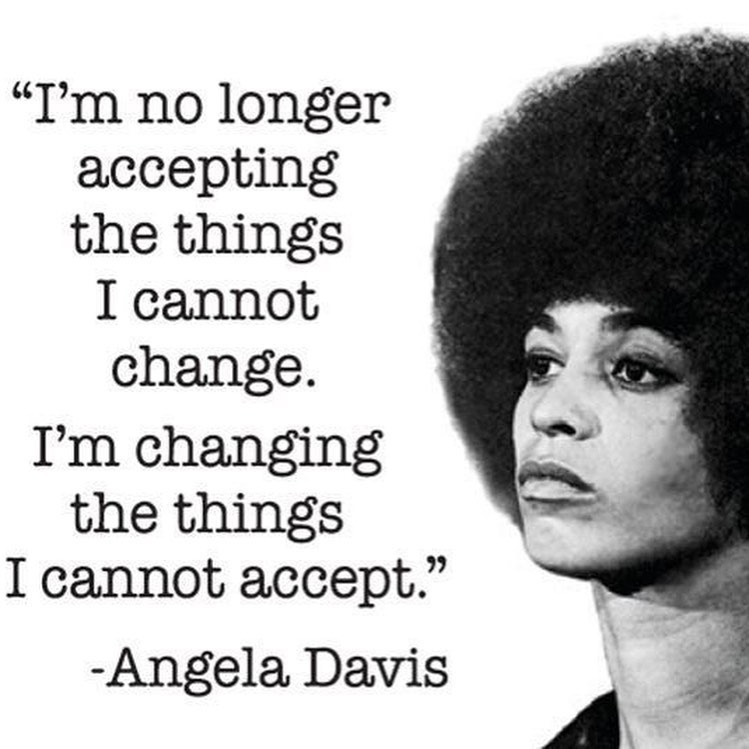 “I’m no longer
accepting
the things
I cannot
change.
I’m changing
the things
I cannot accept.”
-Angela Davis